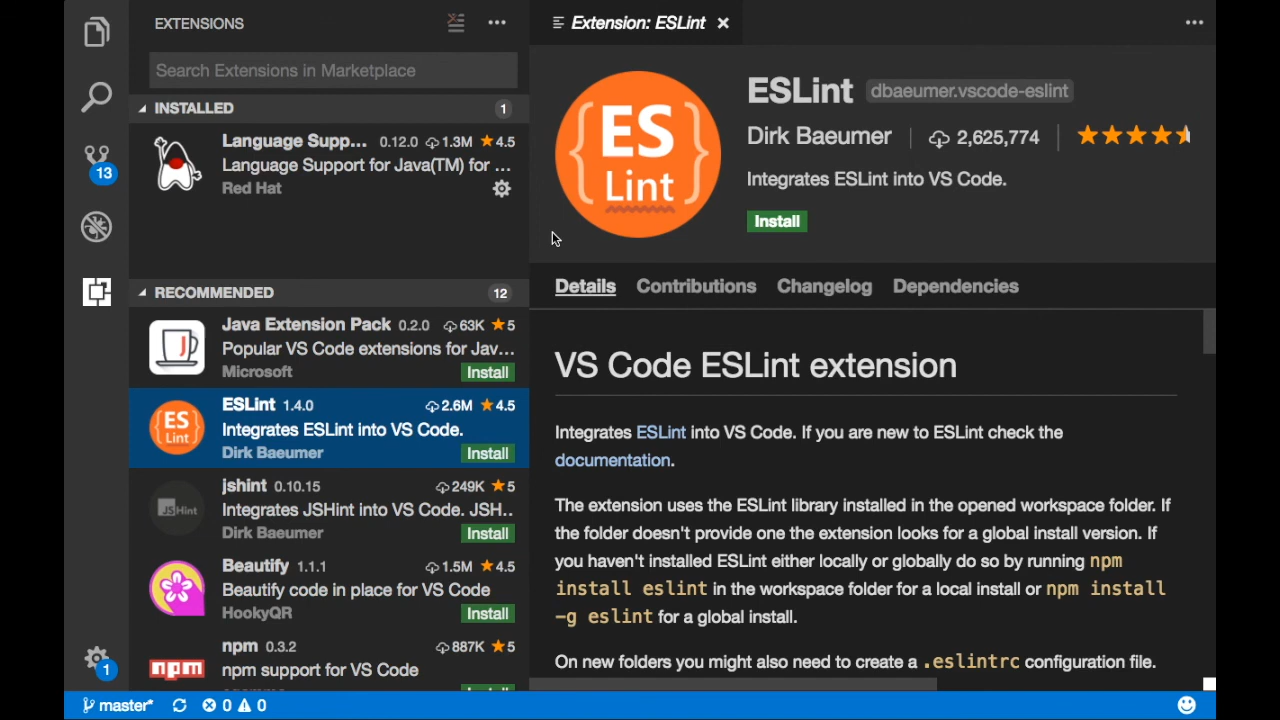 EXTENSIONS
Search Extensions in Marketplace
INSTALLED 1
Language Supp... 0.12.0 1.3M 4.5
Language Support for Java(TM) for ...
Red Hat
RECOMMENDED 12
Java Extension Pack 0.2.0 63K 5
Popular VS Code extensions for Jav...
Microsoft Install
ES Lint
ESLint 1.4.0 2.6M 4.5
Integrates ESLint into VS Code.
Dirk Baeumer Install
JSHint
jshint 0.10.15 249K 5
Integrates JSHint into VS Code. JSH..
Dirk Baeumer Install
Beautify 1.1.1 1.5M 4.5
Beautify code in place for VS Code
HookyQR Install
npm
npm 0.3.2 887K 5
npm support for VS Code
13
1
Extension: ESLint
ES
Lint
ESLint dbaeumer.vscode-eslint
Dirk Baeumer | 2,625,774 |
Integrates ESLint into VS Code.
Install
Details Contributions Changelog Dependencies
VS Code ESLint extension
Integrates ESLint into VS Code. If you are new to ESLint check the
documentation.
The extension uses the ESLint library installed in the opened workspace folder. If
the folder doesn't provide one the extension looks for a global install version. If
you haven't installed ESLint either locally or globally do so by running npm
install eslint in the workspace folder for a local install or npm install
-g eslint for a global install.
On new folders you might also need to create a .eslintrc configuration file.
master* 0 0